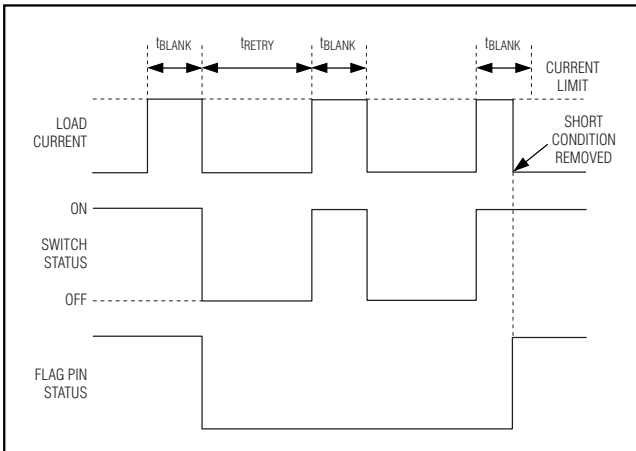 tBLANK
tRETRY
tBLANK
tBLANK
CURRENT
LIMIT
LOAD
CURRENT
SHORT
CONDITION
REMOVED
ON
SWITCH
STATUS
OFF
FLAG PIN
STATUS